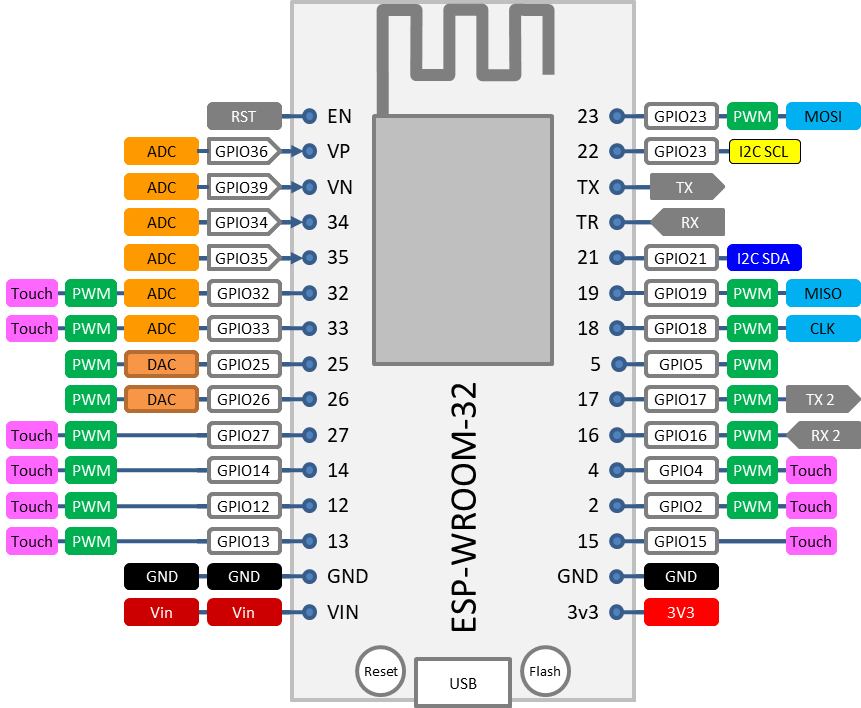 RST EN 23 GPIO23 PWM MOSI
ADC GPIO36 VP 22 GPIO23 I2C SCL
ADC GPIO39 VN TX TX
ADC GPIO34 34 TR RX
ADC GPIO35 35 21 GPIO21 I2C SDA
Touch PWM ADC GPIO32 32 19 GPIO19 PWM MISO
Touch PWM ADC GPIO33 33 18 GPIO18 PWM CLK
PWM DAC GPIO25 25 5 GPIO5 PWM
PWM DAC GPIO26 26 17 GPIO17 PWM TX 2
Touch PWM GPIO27 27 16 GPIO16 PWM RX 2
Touch PWM GPIO14 14 4 GPIO4 PWM Touch
Touch PWM GPIO12 12 2 GPIO2 PWM Touch
Touch PWM GPIO13 13 15 GPIO15 Touch
GND GND GND GND GND
Vin Vin VIN 3v3 3V3
ESP-WROOM-32
Reset USB Flash